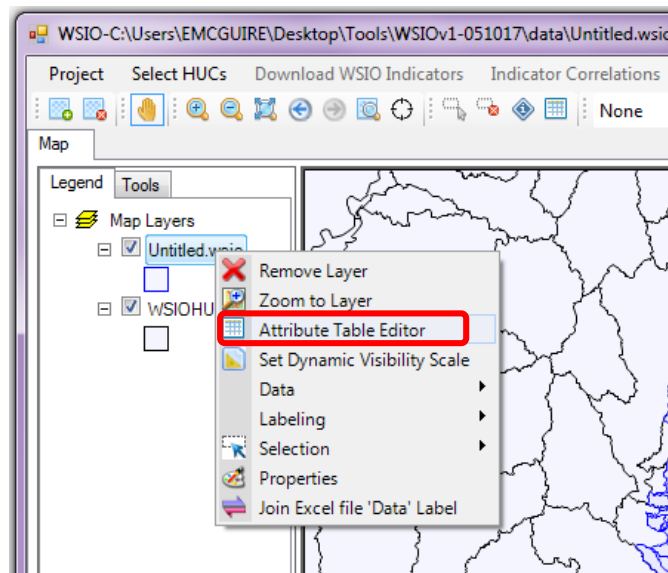 WSIO-C:\Users\EMCGUIRE\Desktop\Tools\WSIOv1-051017\data\Untitled.wsio
Project Select HUCs Download WSIO Indicators Indicator Correlations
None
Map
Legend Tools
Map Layers
Untitled.wsio
Remove Layer
Zoom to Layer
WSIOHU
Attribute Table Editor
Set Dynamic Visibility Scale
Data
Labeling
Selection
Properties
Join Excel file 'Data' Label